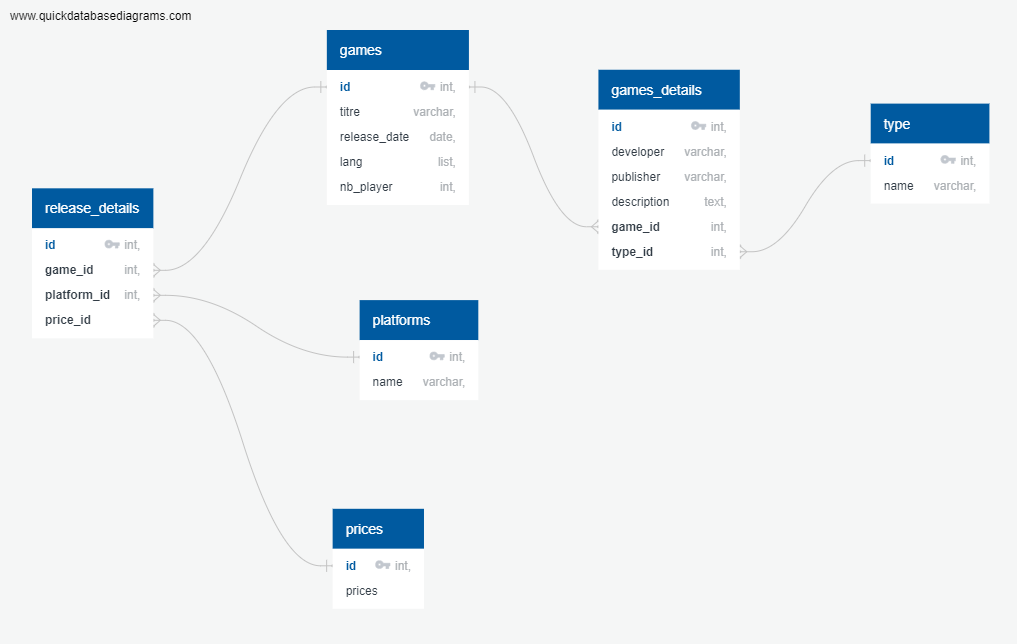 www.quickdatabasediagrams.com
games
id int,
titre varchar,
release_date date,
lang list,
nb_player int,
games_details
id int,
developer varchar,
publisher varchar,
description text,
game_id int,
type_id int,
type
id int,
name varchar,
release_details
id int,
game_id int,
platform_id int,
price_id
platforms
id int,
name varchar,
prices
id int,
prices